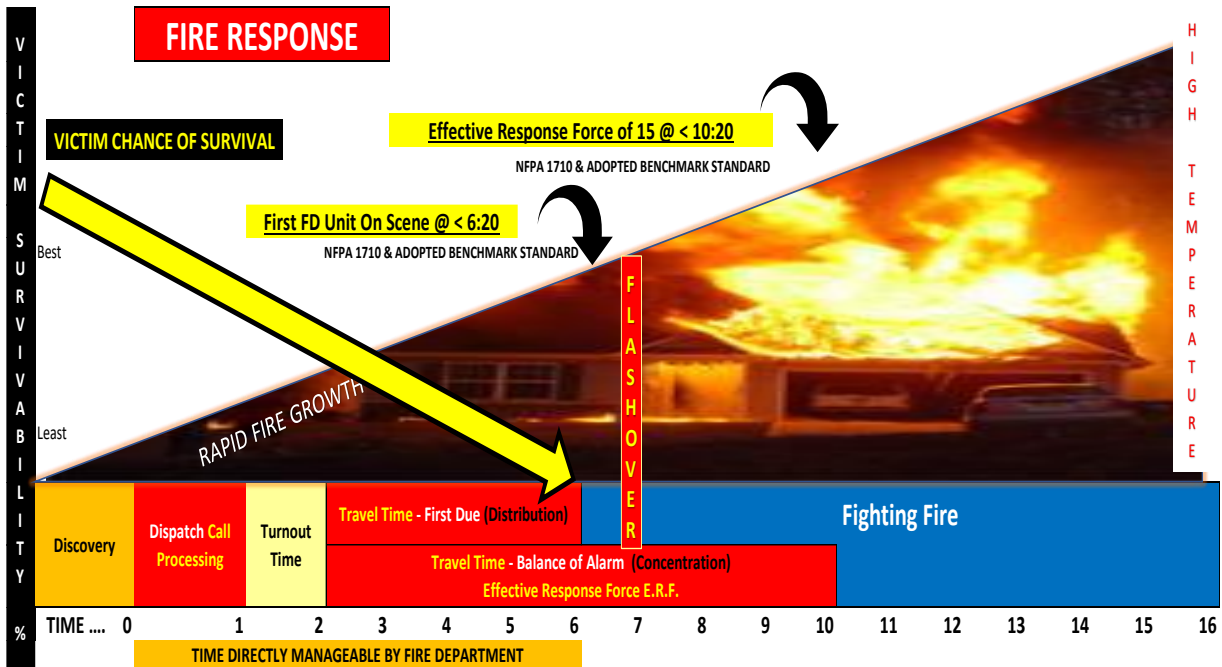 FIRE RESPONSE
VICTIM SURVIVABILITY %
HIGH TEMPERATURE
VICTIM CHANCE OF SURVIVAL
Effective Response Force of 15 @ < 10:20
NFPA 1710 & ADOPTED BENCHMARK STANDARD
First FD Unit On Scene @ < 6:20
NFPA 1710 & ADOPTED BENCHMARK STANDARD
Best
Least
RAPID FIRE GROWTH
FLASHOVER
Discovery
Dispatch Call
Processing
Turnout
Time
Travel Time - First Due (Distribution)
Fighting Fire
Travel Time - Balance of Alarm (Concentration)
Effective Response Force E.R.F.
TIME .... 0 1 2 3 4 5 6 7 8 9 10 11 12 13 14 15 16
TIME DIRECTLY MANAGEABLE BY FIRE DEPARTMENT